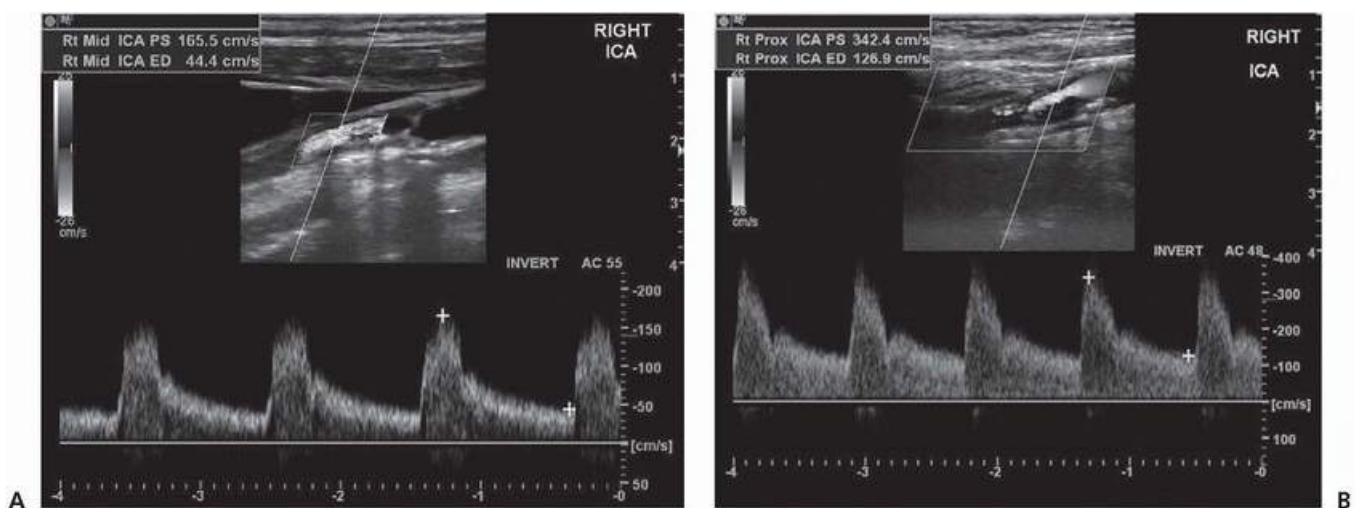 Rt Mid ICA PS 165.5 cm/s
Rt Mid ICA ED 44.4 cm/s
RIGHT
ICA
1
2
3
4
cm/s
INVERT AC 55
-200
-150
-100
-50
[cm/s]
50
-4 -3 -2 -1 -0
A
Rt Prox ICA PS 342.4 cm/s
Rt Prox ICA ED 126.9 cm/s
RIGHT
ICA
1
2
3
4
-26
cm/s
INVERT AC 48
-400
-300
-200
-100
[cm/s]
100
-4 -3 -2 -1 -0
B